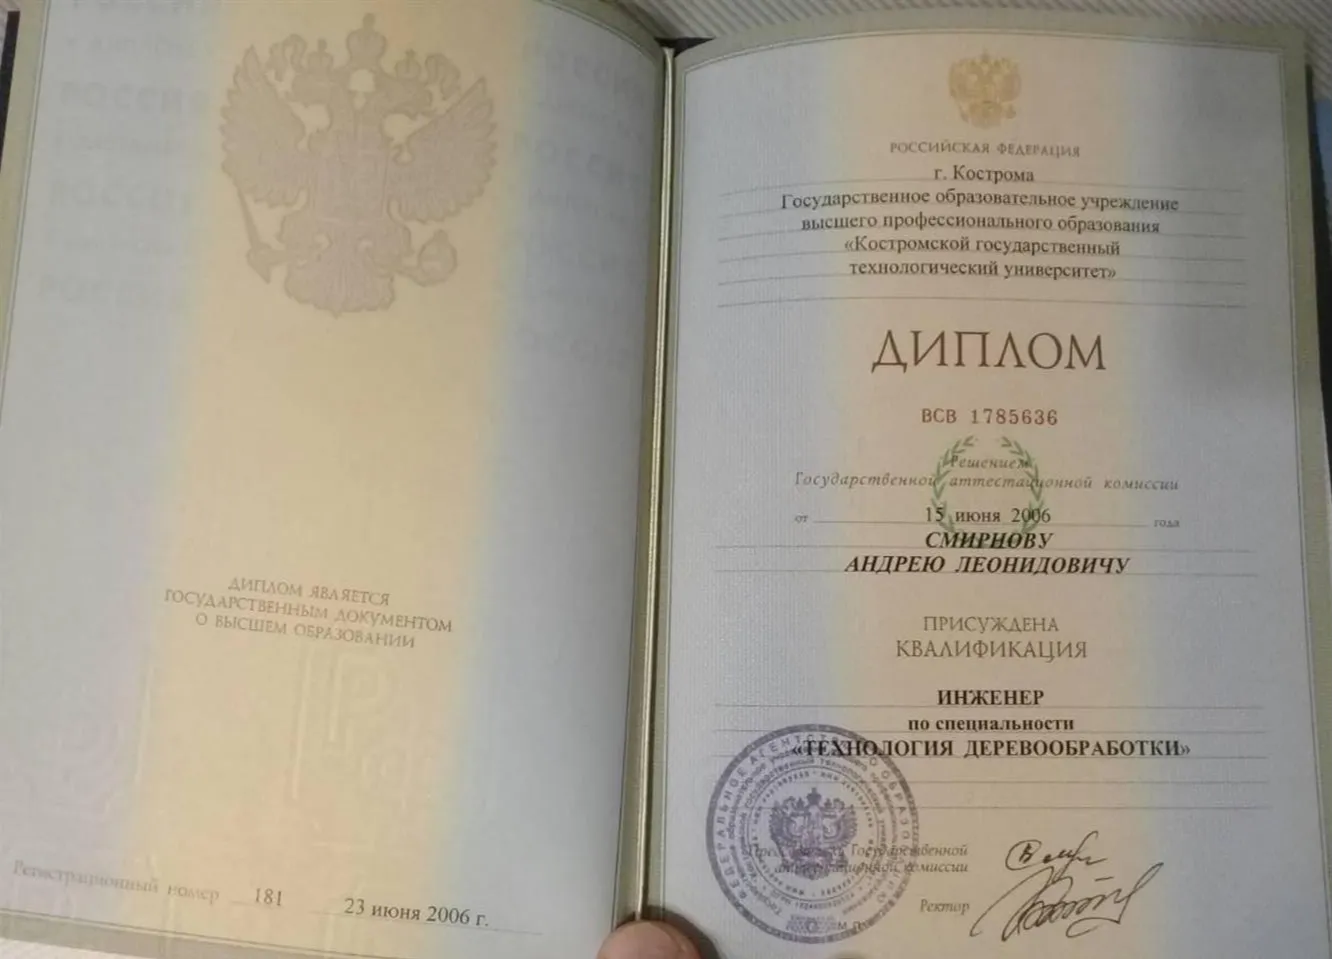 РОССИЯ
ДИПЛОМ ЯВЛЯЕТСЯ
ГОСУДАРСТВЕННЫМ ДОКУМЕНТОМ
О ВЫСШЕМ ОБРАЗОВАНИИ
Регистрационный номер 181 23 июня 2006 г.
РОССИЙСКАЯ ФЕДЕРАЦИЯ
г. Кострома
Государственное образовательное учреждение
высшего профессионального образования
«Костромской государственный
технологический университет»
ДИПЛОМ
ВСВ 1785636
Решением
Государственной аттестационной комиссии
от 15 июня 2006 года
СМИРНОВУ
АНДРЕЮ ЛЕОНИДОВИЧУ
ПРИСУЖДЕНА
КВАЛИФИКАЦИЯ
ИНЖЕНЕР
по специальности
«ТЕХНОЛОГИЯ ДЕРЕВООБРАБОТКИ»
Государственной
комиссии
Ректор